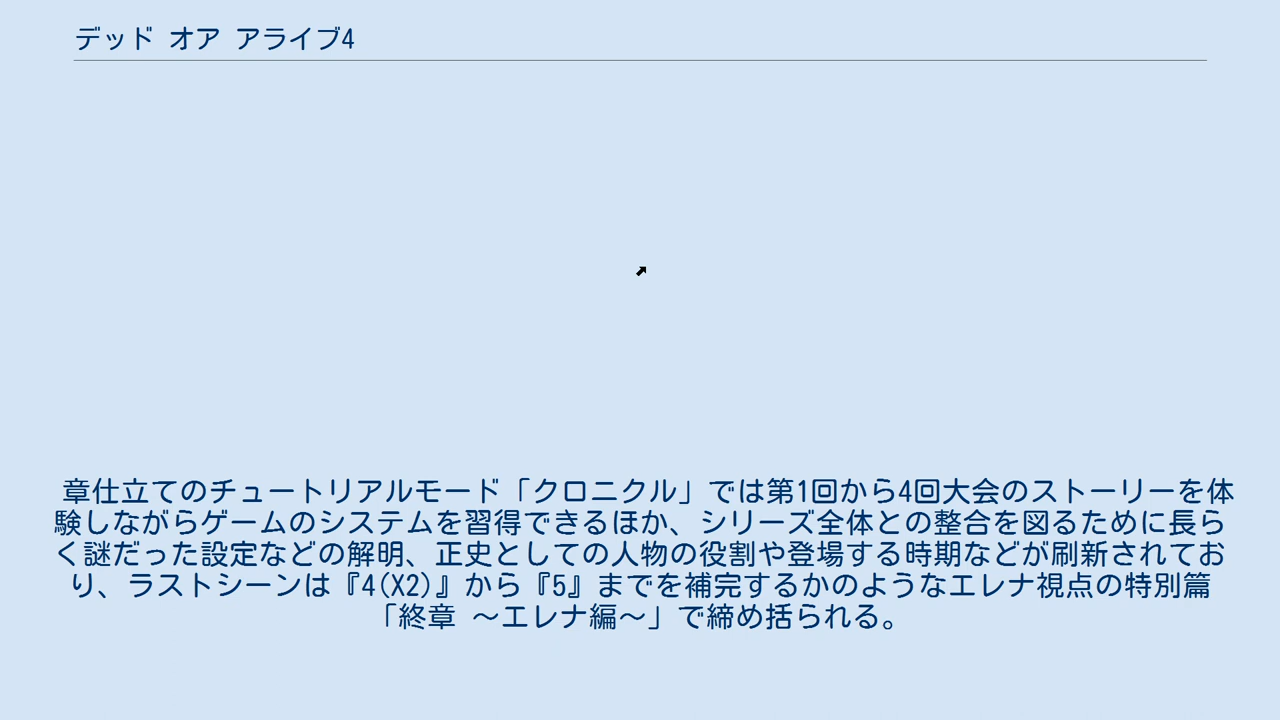 デッド オア アライブ4
章仕立てのチュートリアルモード「クロニクル」では第1回から4回大会のストーリーを体
験しながらゲームのシステムを習得できるほか、シリーズ全体との整合を図るために長ら
く謎だった設定などの解明、正史としての人物の役割や登場する時期などが刷新されてお
り、ラストシーンは『4(X2)』から『5』までを補完するかのようなエレナ視点の特別篇
「終章 〜エレナ編〜」で締め括られる。